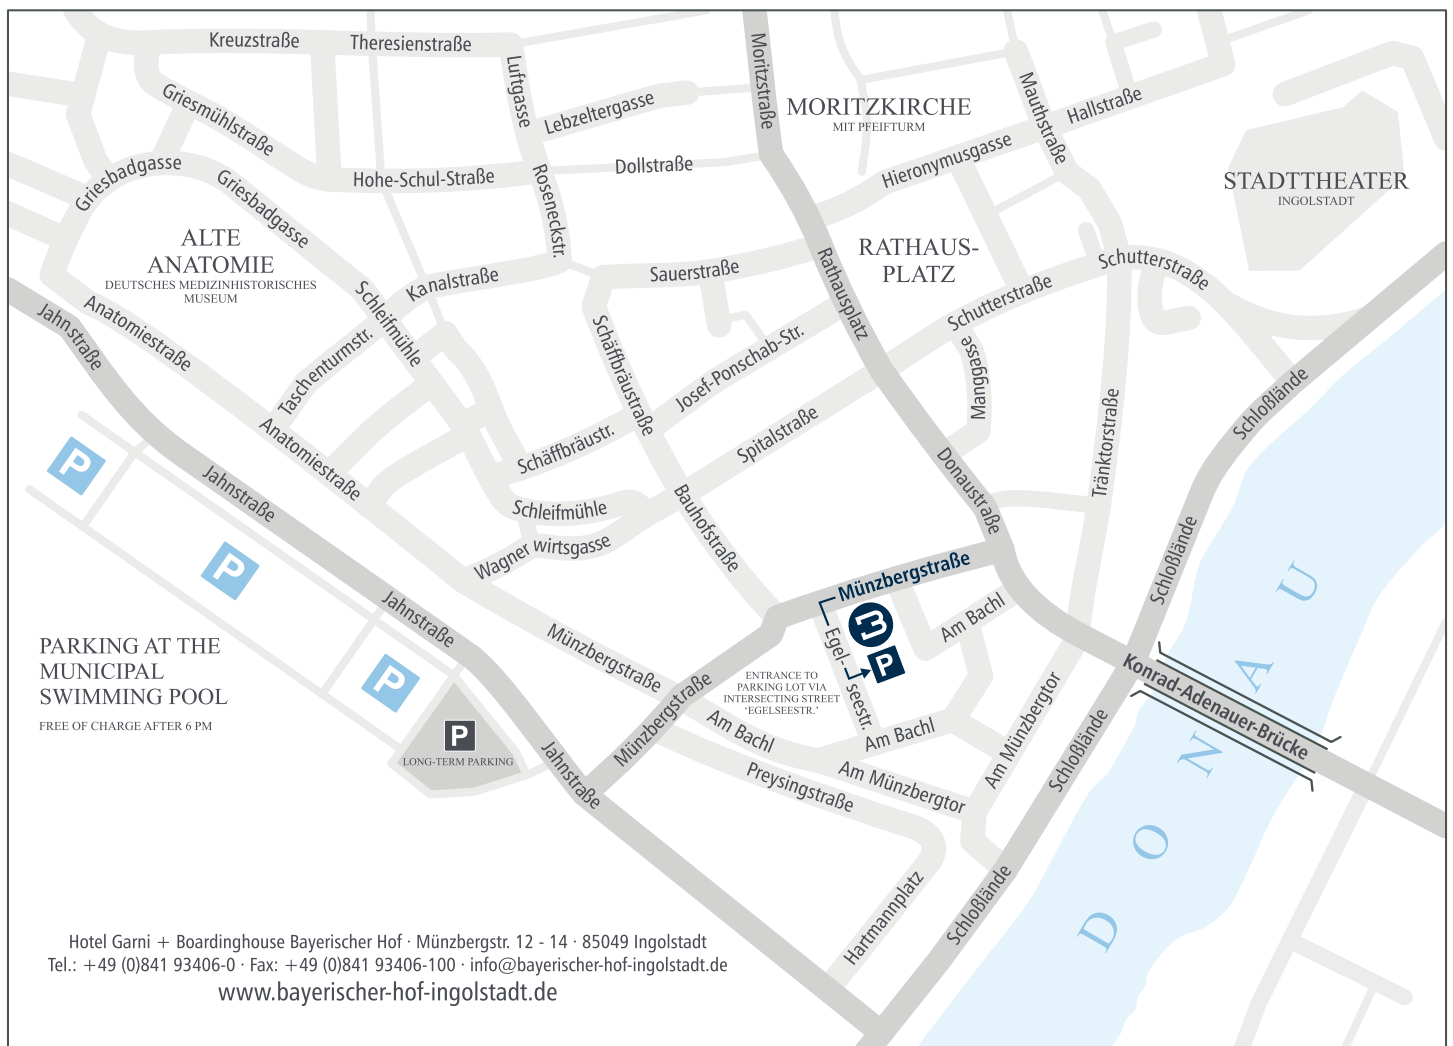 Kreuzstraße
Theresienstraße
Luftgasse
Moritzstraße
Griesmühlstraße
Lebzeltergasse
MORITZKIRCHE
MIT PFEIFTURM
Mauthstraße
Hallstraße
Hieronymusgasse
Griesbadgasse
Griesbadgasse
Hohe-Schul-Straße
Roseneckstr.
Dollstraße
STADTTHEATER
INGOLSTADT
ALTE
ANATOMIE
DEUTSCHES MEDIZINHISTORISCHES
MUSEUM
Kanalstraße
Sauerstraße
Rathausplatz
RATHAUS-
PLATZ
Schutterstraße
Schutterstraße
Jahnstraße
Anatomiestraße
Schleifmühle
Taschenturmstr.
Schäffbräustraße
Josef-Ponschab-Str.
Manggasse
Schloßlände
Anatomiestraße
Schäffbräustr.
Spitalstraße
Tränktorstraße
Donaustraße
P
Jahnstraße
Schleifmühle
Bauhofstraße
Wagnerwirtsgasse
Schloßlände
P
Münzbergstraße
Am Bachl
Jahnstraße
Egel-
seestr.
3
P
PARKING AT THE
MUNICIPAL
SWIMMING POOL
FREE OF CHARGE AFTER 6 PM
P
Münzbergstraße
Münzbergstraße
ENTRANCE TO
PARKING LOT VIA
INTERSECTING STREET
‘EGELSEESTR.’
Konrad-Adenauer-Brücke
P
LONG-TERM PARKING
Jahnstraße
Am Bachl
Am Bachl
Am Münzbergtor
Am Münzbergtor
Schloßlände
Preysingstraße
DONAU
Hartmannplatz
Schloßlände
Hotel Garni + Boardinghouse Bayerischer Hof · Münzbergstr. 12 - 14 · 85049 Ingolstadt
Tel.: +49 (0)841 93406-0 · Fax: +49 (0)841 93406-100 · info@bayerischer-hof-ingolstadt.de
www.bayerischer-hof-ingolstadt.de